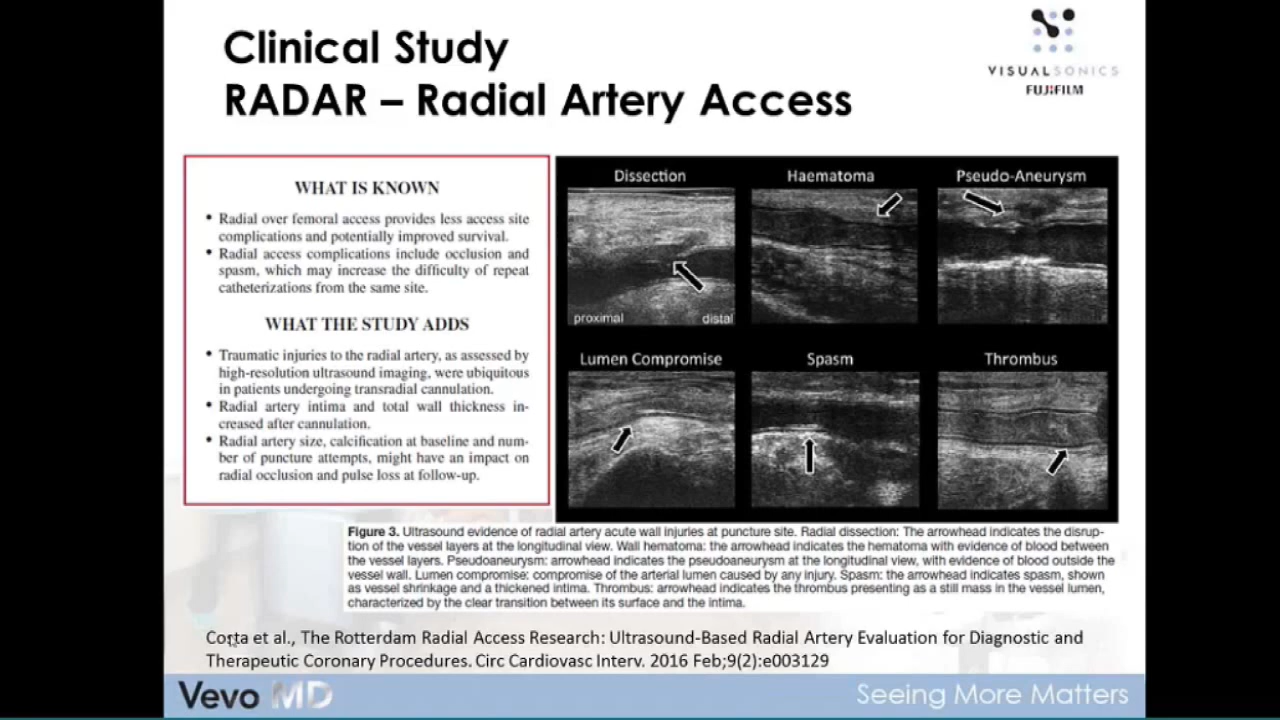 Clinical Study
RADAR – Radial Artery Access
VISUALSONICS
FUJIFILM
WHAT IS KNOWN
• Radial over femoral access provides less access site
complications and potentially improved survival.
• Radial access complications include occlusion and
spasm, which may increase the difficulty of repeat
catheterizations from the same site.
WHAT THE STUDY ADDS
• Traumatic injuries to the radial artery, as assessed by
high-resolution ultrasound imaging, were ubiquitous
in patients undergoing transradial cannulation.
• Radial artery intima and total wall thickness in-
creased after cannulation.
• Radial artery size, calcification at baseline and num-
ber of puncture attempts, might have an impact on
radial occlusion and pulse loss at follow-up.
Dissection
Haematoma
Pseudo-Aneurysm
proximal
distal
Lumen Compromise
Spasm
Thrombus
Figure 3. Ultrasound evidence of radial artery acute wall injuries at puncture site. Radial dissection: The arrowhead indicates the disrup-
tion of the vessel layers at the longitudinal view. Wall hematoma: the arrowhead indicates the hematoma with evidence of blood between
the vessel layers. Pseudoaneurysm: arrowhead indicates the pseudoaneurysm at the longitudinal view, with evidence of blood outside the
vessel wall. Lumen compromise: compromise of the arterial lumen caused by any injury. Spasm: the arrowhead indicates spasm, shown
as vessel shrinkage and a thickened intima. Thrombus: arrowhead indicates the thrombus presenting as a still mass in the vessel lumen,
characterized by the clear transition between its surface and the intima.
Costa et al., The Rotterdam Radial Access Research: Ultrasound-Based Radial Artery Evaluation for Diagnostic and
Therapeutic Coronary Procedures. Circ Cardiovasc Interv. 2016 Feb;9(2):e003129
Vevo MD
Seeing More Matters